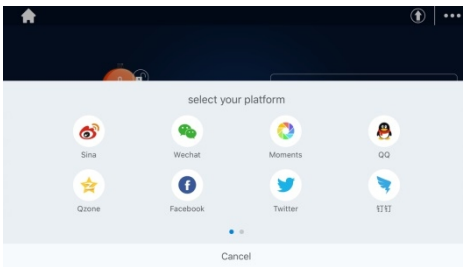 select your platform
Sina
Wechat
Moments
QQ
Qzone
Facebook
Twitter
钉钉
Cancel